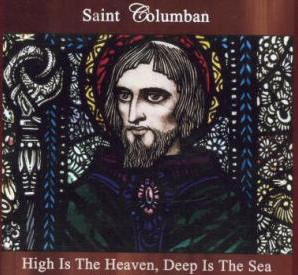 Saint Columban
High Is The Heaven, Deep Is The Sea